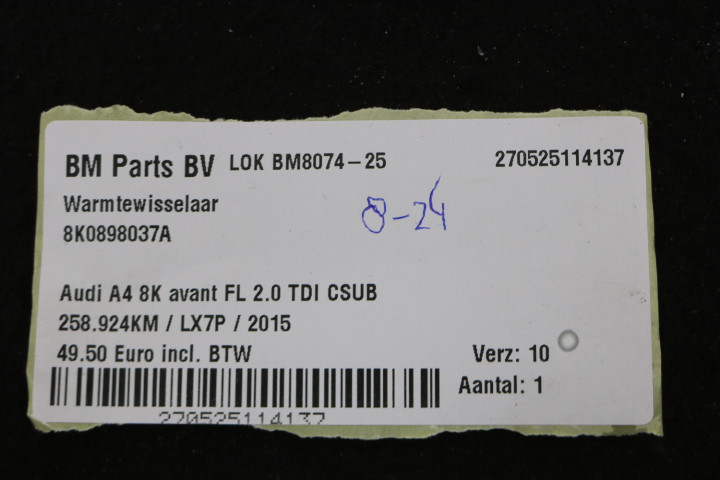 BM Parts BV LOK BM8074-25 270525114137
Warmtewisselaar
8-24
8K0898037A
Audi A4 8K avant FL 2.0 TDI CSUB
258.924KM / LX7P / 2015
49.50 Euro incl. BTW Verz: 10
Aantal: 1
270525114137